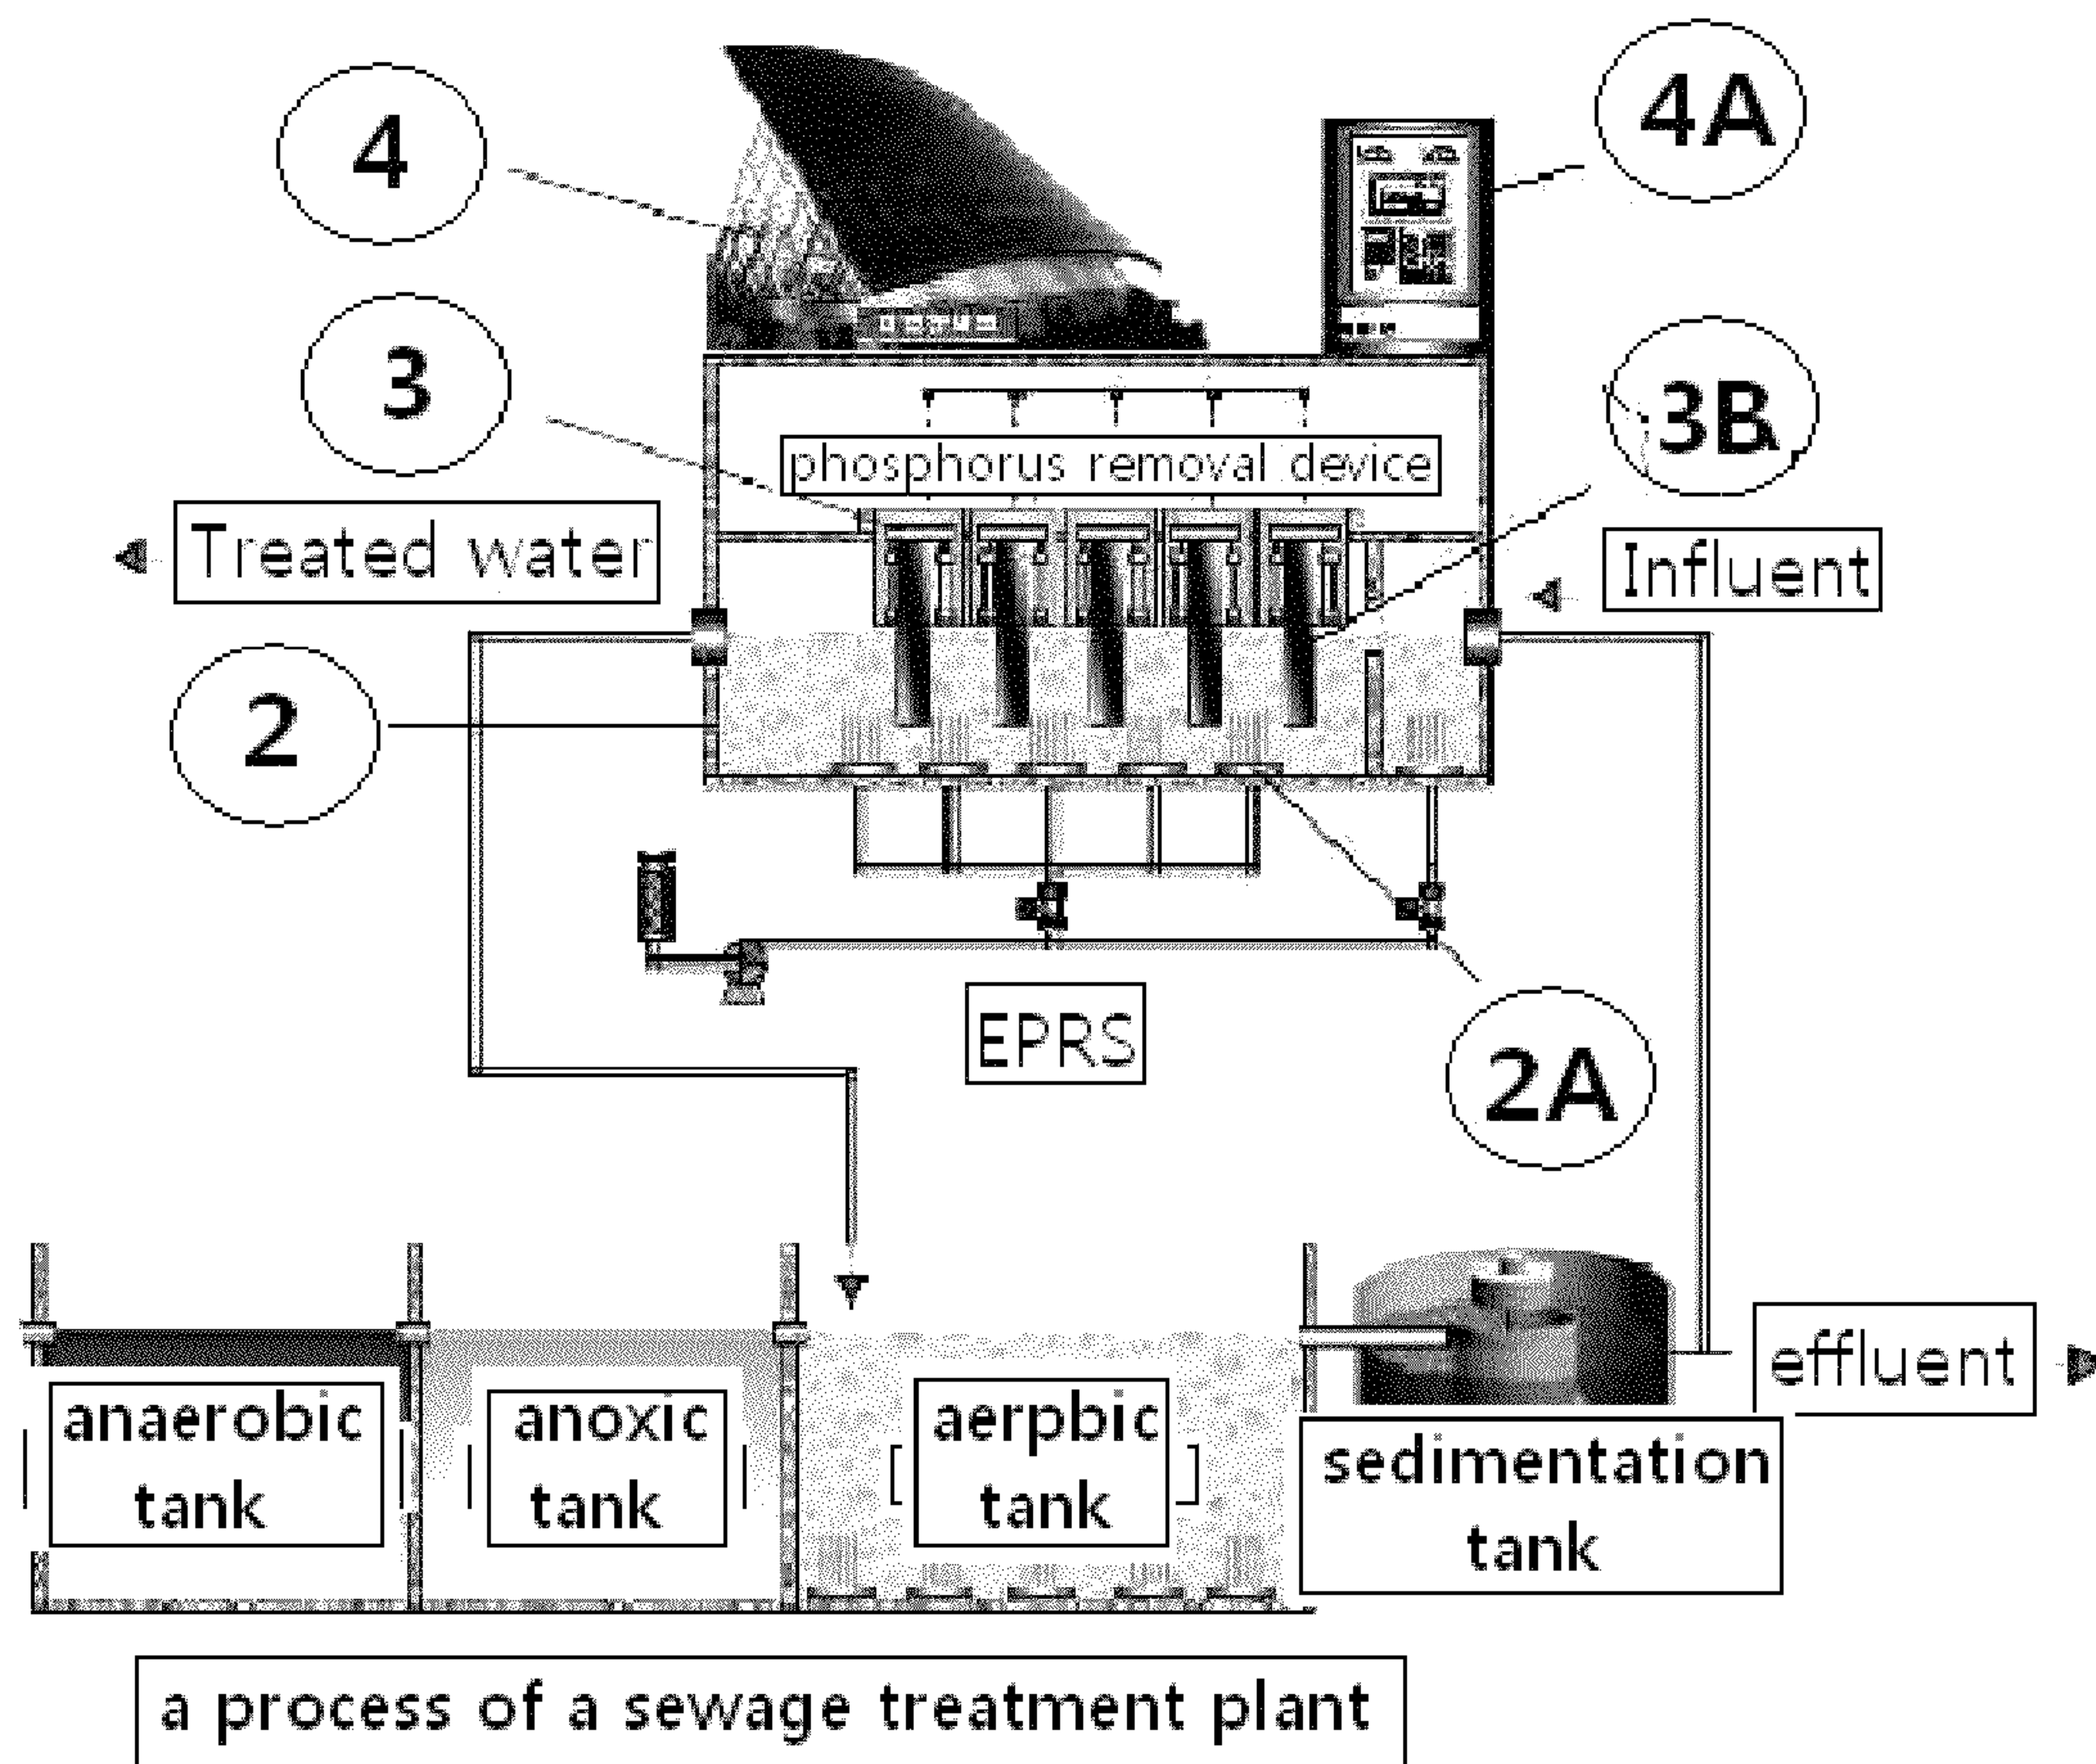 4
4A
3
3B
phosphorus removal device
Treated water
Influent
2
EPRS
2A
effluent
anaerobic
tank
anoxic
tank
aerpbic
tank
sedimentation
tank
a process of a sewage treatment plant